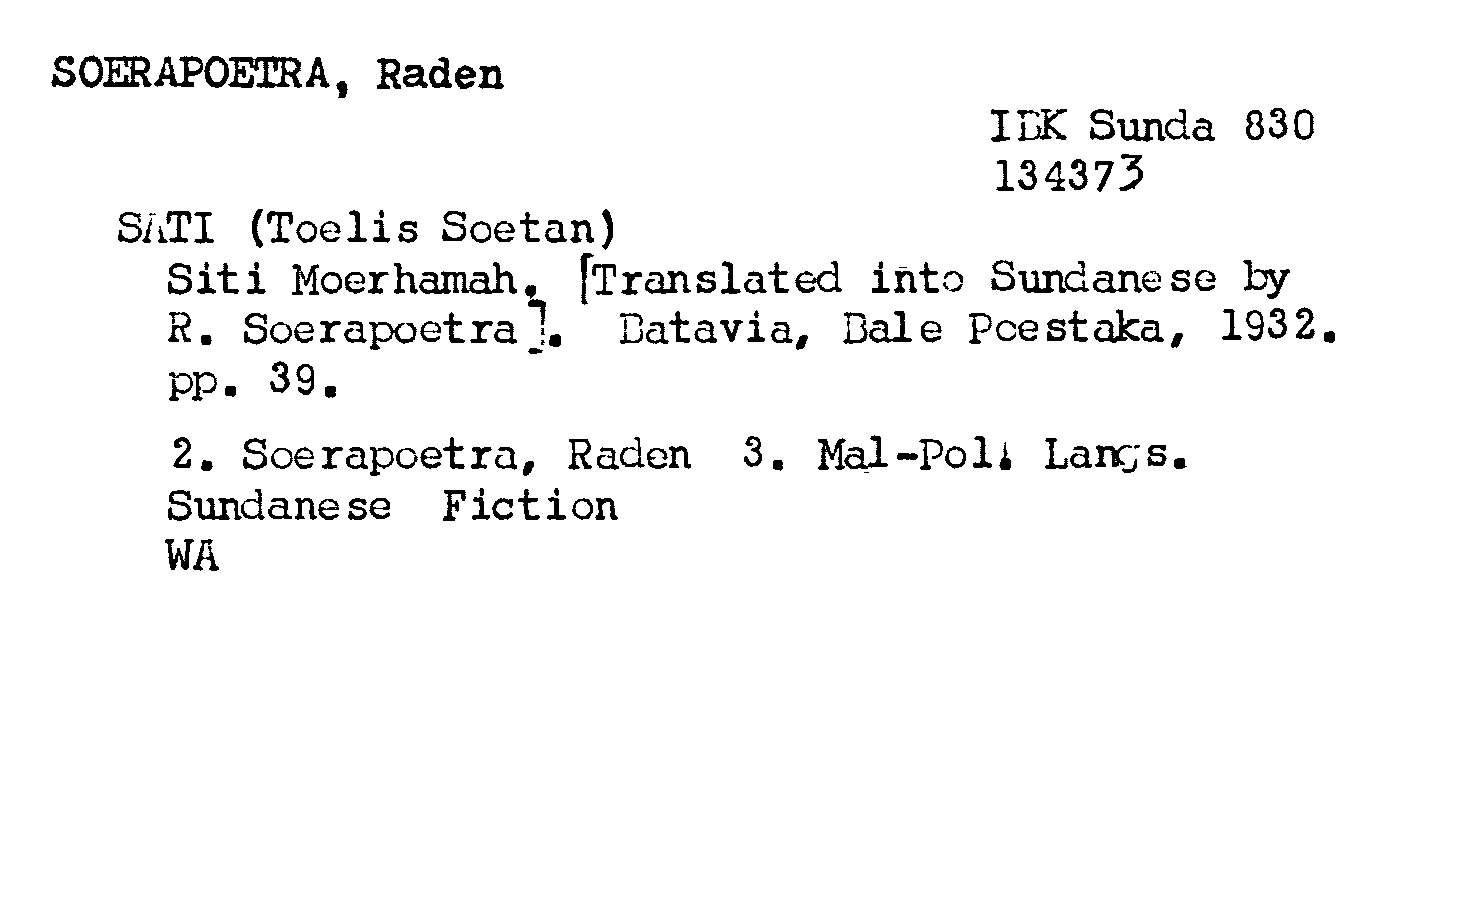 SOERAPOETRA, Raden
IDK Sunda 830
134373
SATI (Toelis Soetan)
Siti Moerhamah. [Translated into Sundanese by
R. Soerapoetra]. Batavia, Bale Poestaka, 1932.
pp. 39.
2. Soerapoetra, Raden 3. Mal-Pol. Langs.
Sundanese Fiction
WA